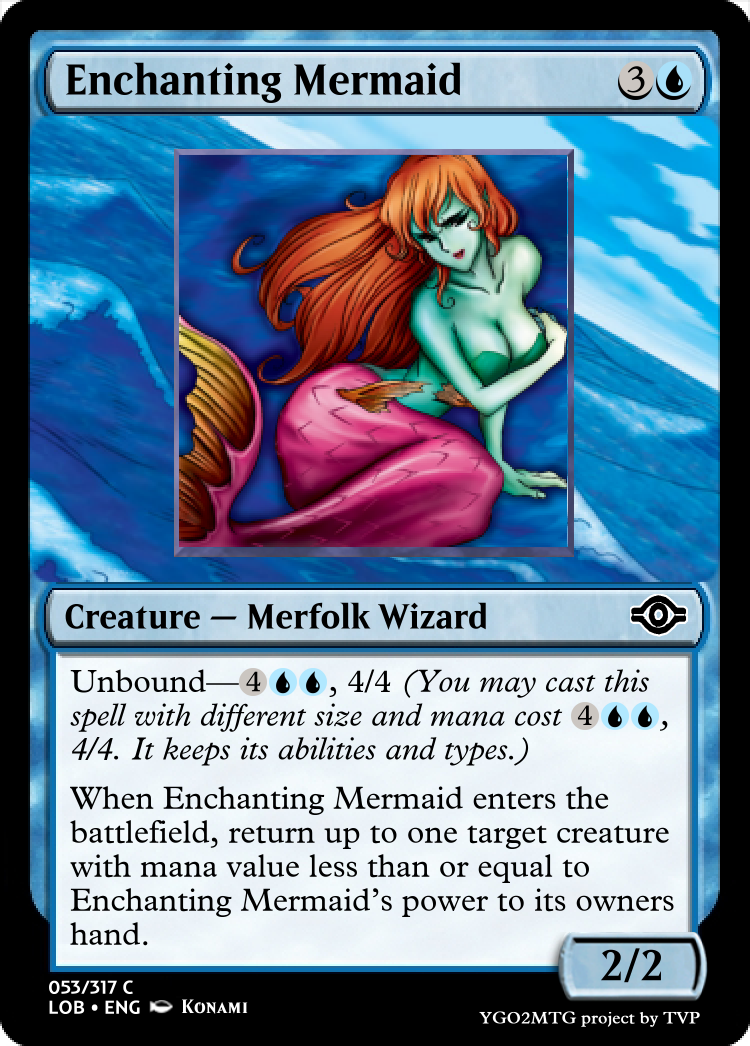 Enchanting Mermaid 3
Creature — Merfolk Wizard
Unbound—4, 4/4 (You may cast this
spell with different size and mana cost 4,
4/4. It keeps its abilities and types.)
When Enchanting Mermaid enters the
battlefield, return up to one target creature
with mana value less than or equal to
Enchanting Mermaid's power to its owners
hand.
2/2
053/317 C
LOB • ENG Konami
YGO2MTG project by TVP